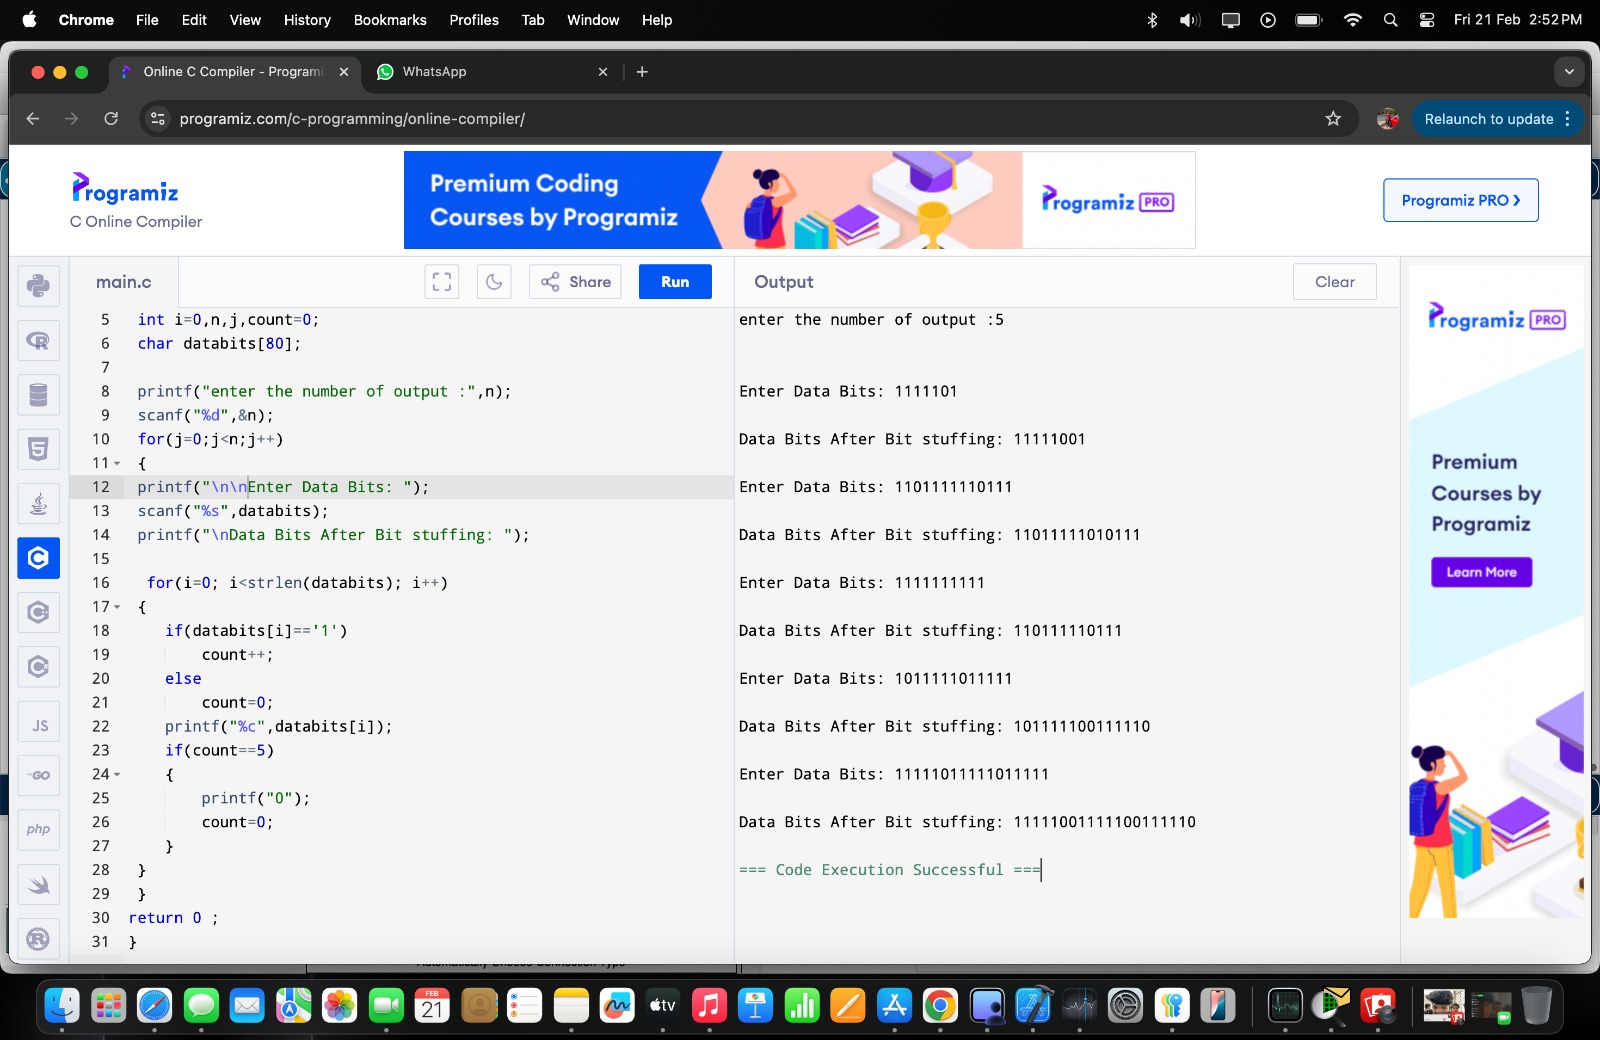 Chrome File Edit View History Bookmarks Profiles Tab Window Help Fri 21 Feb 2:52 PM
Online C Compiler - Programi WhatsApp
programiz.com/c-programming/online-compiler/ Relaunch to update
Programiz
C Online Compiler
Premium Coding
Courses by Programiz
Programiz PRO
Programiz PRO
main.c Share Run
5 int i=0,n,j,count=0;
6 char databits[80];
7
8 printf("enter the number of output :",n);
9 scanf("%d",&n);
10 for(j=0;j<n;j++)
11 {
12 printf("\n\nEnter Data Bits: ");
13 scanf("%s",databits);
14 printf("\nData Bits After Bit stuffing: ");
15
16 for(i=0; i<strlen(databits); i++)
17 {
18 if(databits[i]=='1')
19 count++;
20 else
21 count=0;
22 printf("%c",databits[i]);
23 if(count==5)
24 {
25 printf("0");
26 count=0;
27 }
28 }
29 }
30 return 0 ;
31 }
JS
GO
php
Output Clear
enter the number of output :5
Enter Data Bits: 1111101
Data Bits After Bit stuffing: 11111001
Enter Data Bits: 1101111110111
Data Bits After Bit stuffing: 11011111010111
Enter Data Bits: 1111111111
Data Bits After Bit stuffing: 110111110111
Enter Data Bits: 1011111011111
Data Bits After Bit stuffing: 101111100111110
Enter Data Bits: 11111011111011111
Data Bits After Bit stuffing: 11111001111100111110
=== Code Execution Successful ===
Programiz PRO
Premium
Courses by
Programiz
Learn More
FEB
21
tv